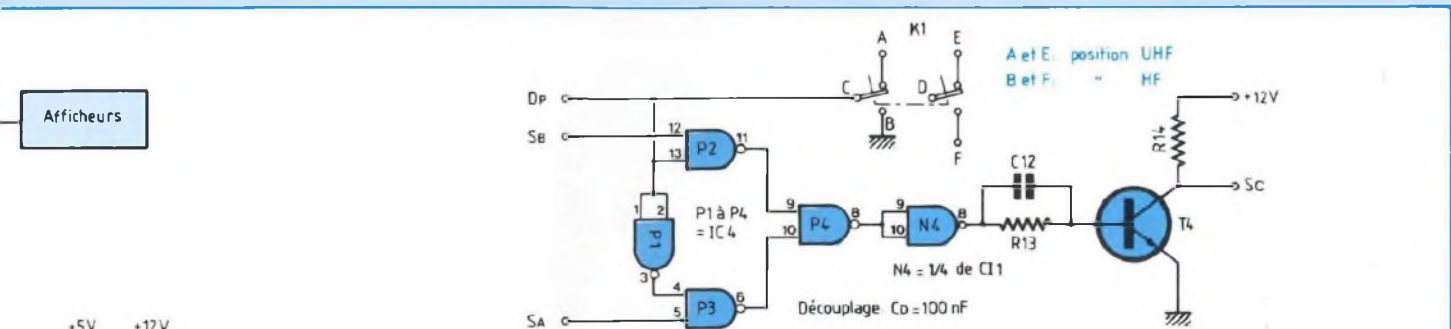 Afficheurs
+5V +12V
A K1 E
A et E. position UHF
B et F. " HF
DP C D
+12V
SB 12 11
13 P2
B
F
R14
C12
SC
1 2
P1
P1 à P4
= IC 4
9 8 9 8
10 P4 10 N4
R13
T4
3
N4 = 1/4 de CI 1
4 6
5 P3
SA
Découplage CD = 100 nF